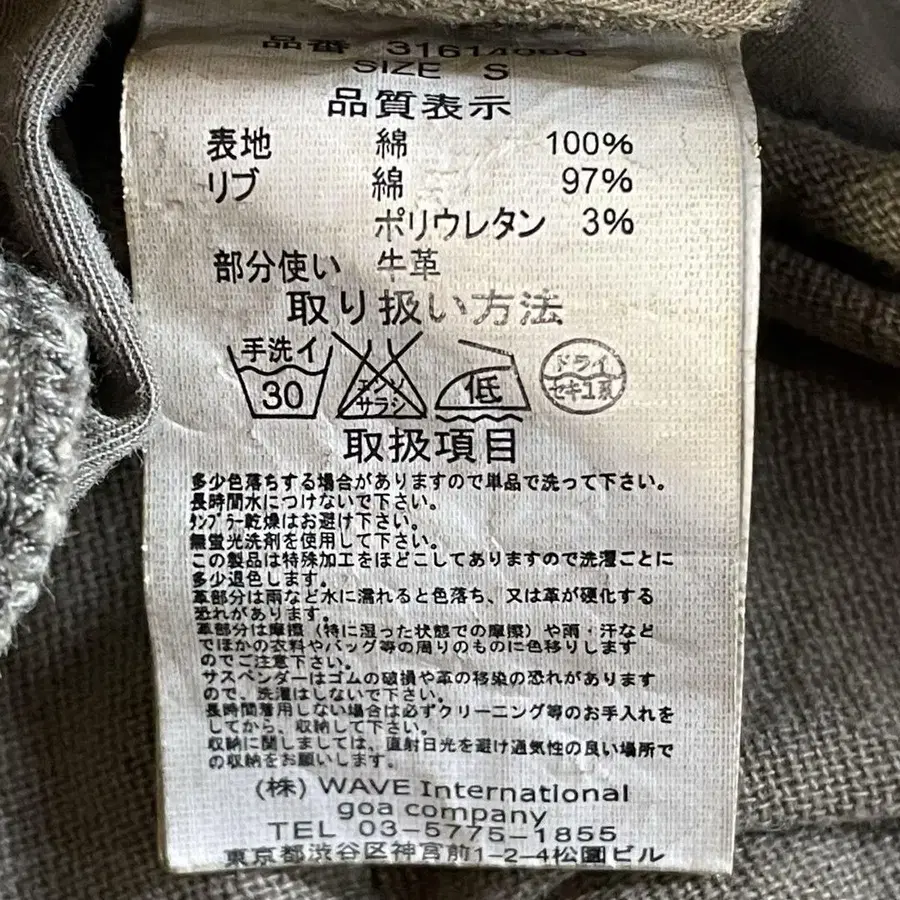 品番
SIZE S
品質表示
表地 綿 100%
リブ 綿 97%
ポリウレタン 3%
部分使い 牛革
取り扱い方法
手洗イ 30 エンソサラシ 低 ドライ セキユ系
取扱項目
多少色落ちする場合がありますので単品で洗って下さい。
長時間水につけないで下さい。
タンブラー乾燥はお避け下さい。
無蛍光洗剤を使用して下さい。
この製品は特殊加工をほどこしてありますので洗濯ごとに
多少退色します。
革部分は雨など水に濡れると色落ち、又は革が硬化する
恐れがあります。
革部分は摩擦（特に湿った状態での摩擦）や雨・汗など
でほかの衣料やバッグ等の周りのものに色移りします
のでご注意下さい。
サスペンダーはゴムの破損や革の移染の恐れがあります
ので、洗濯はしないで下さい。
長時間着用しない場合は必ずクリーニング等のお手入れを
してから、収納して下さい。
収納に関しましては、直射日光を避け通気性の良い場所で
の収納をお願いします。
(株) WAVE International
goa company
TEL 03-5775-1855
東京都渋谷区神宮前1-2-4松園ビル